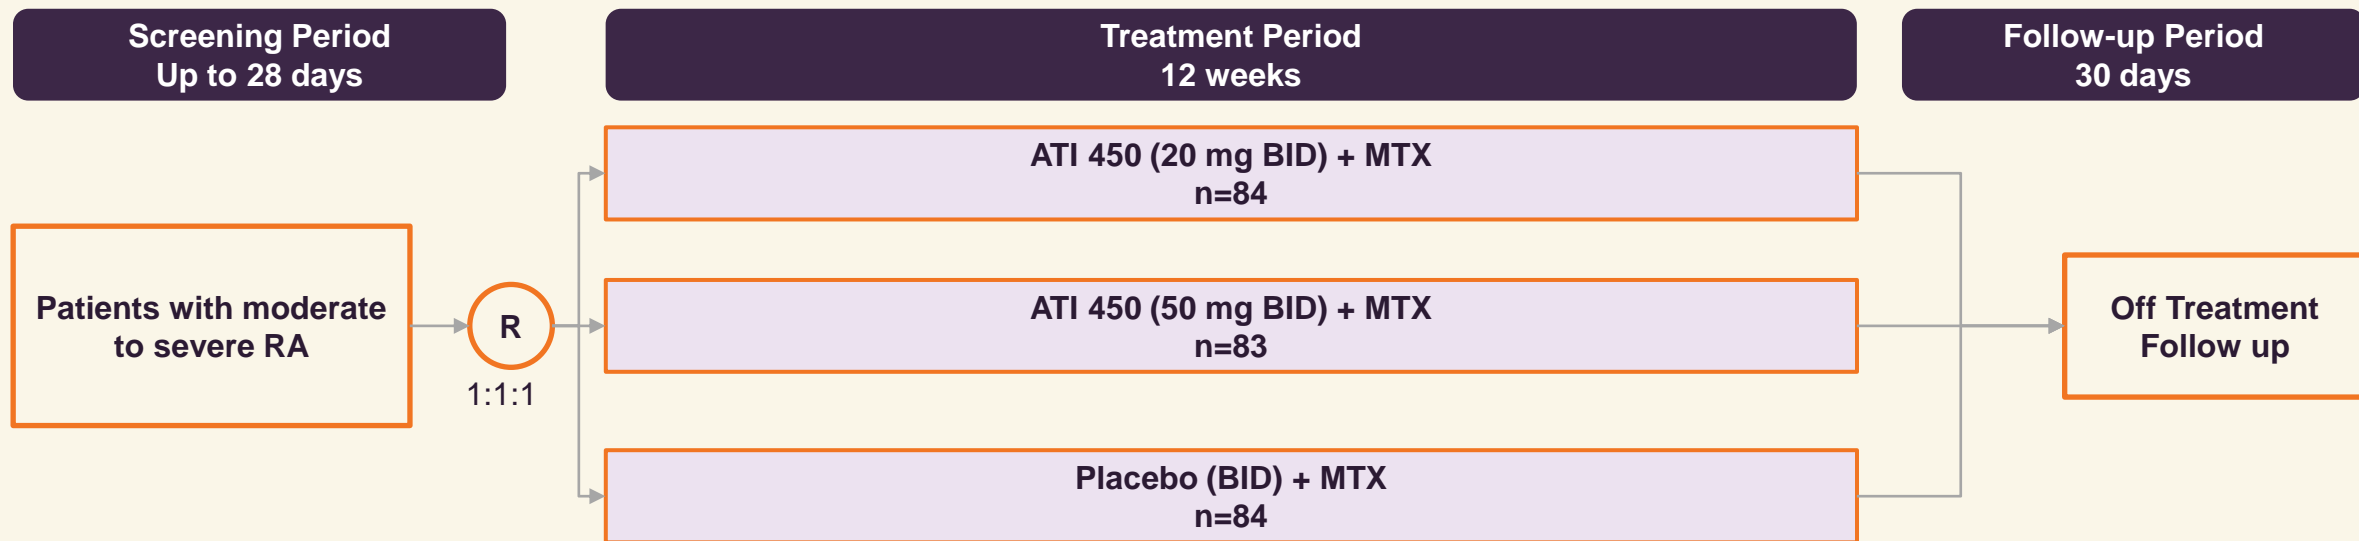 Screening Period
Up to 28 days
Treatment Period
12 weeks
Follow-up Period
30 days
Patients with moderate
to severe RA
R
1:1:1
ATI 450 (20 mg BID) + MTX
n=84
ATI 450 (50 mg BID) + MTX
n=83
Placebo (BID) + MTX
n=84
Off Treatment
Follow up